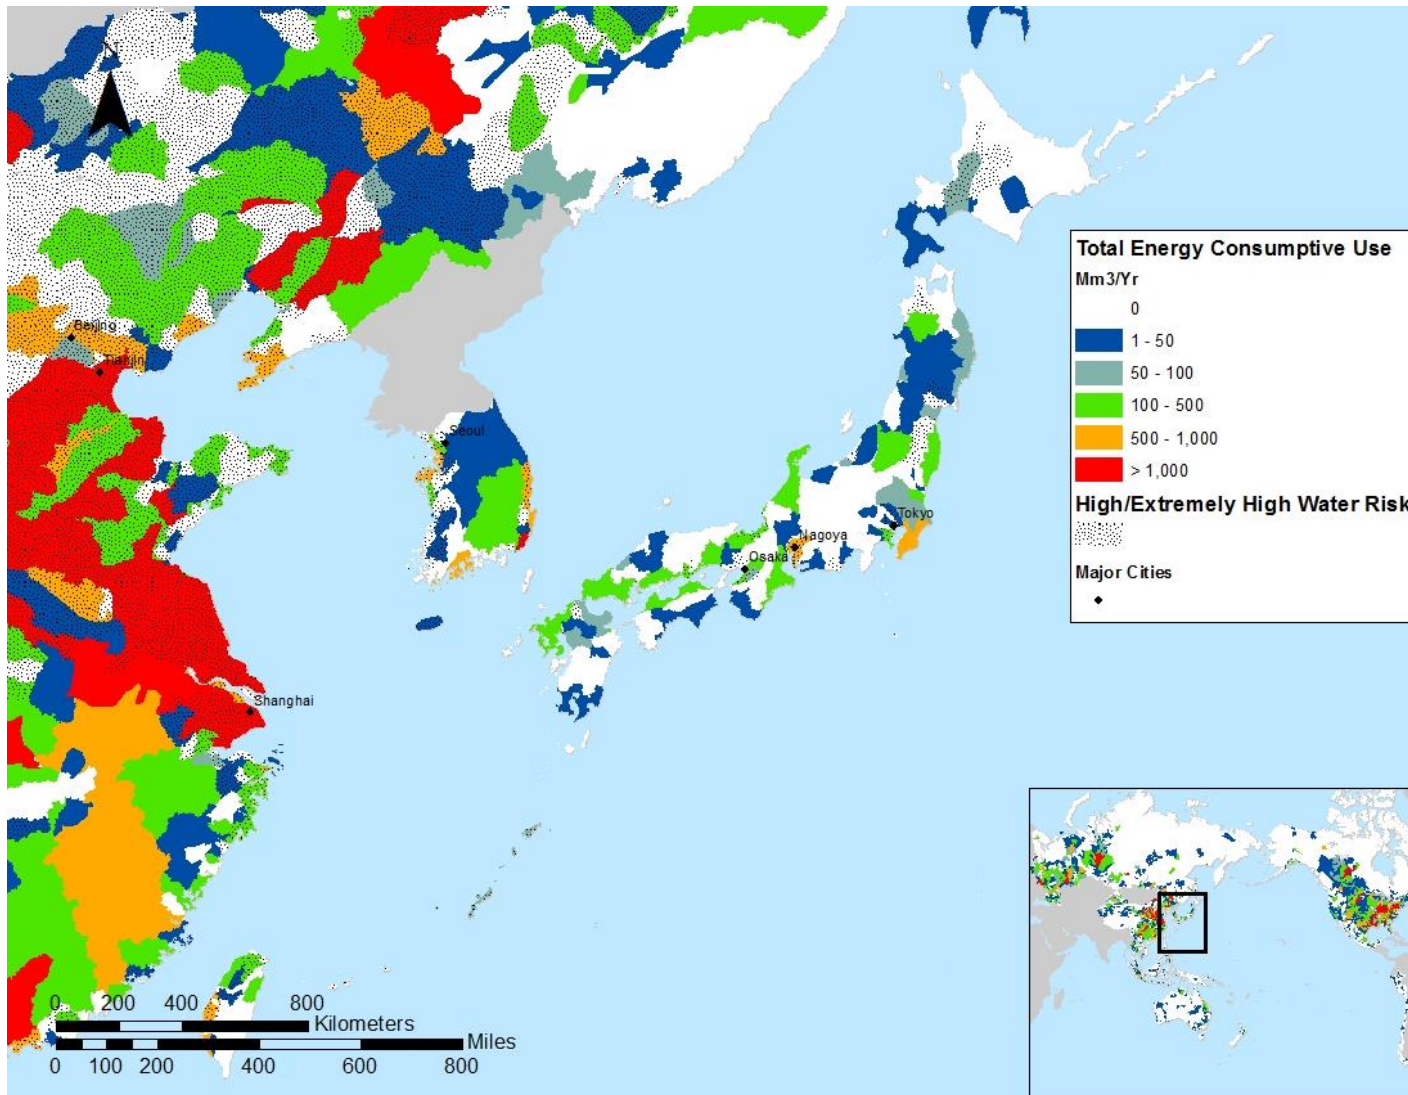 Total Energy Consumptive Use
Mm3/Yr
0
1 - 50
50 - 100
100 - 500
500 - 1,000
> 1,000
High/Extremely High Water Risk
Major Cities
Beijing
Tianjin
Seoul
Tokyo
Nagoya
Osaka
Shanghai
0 200 400 800
Kilometers
Miles
0 100 200 400 600 800